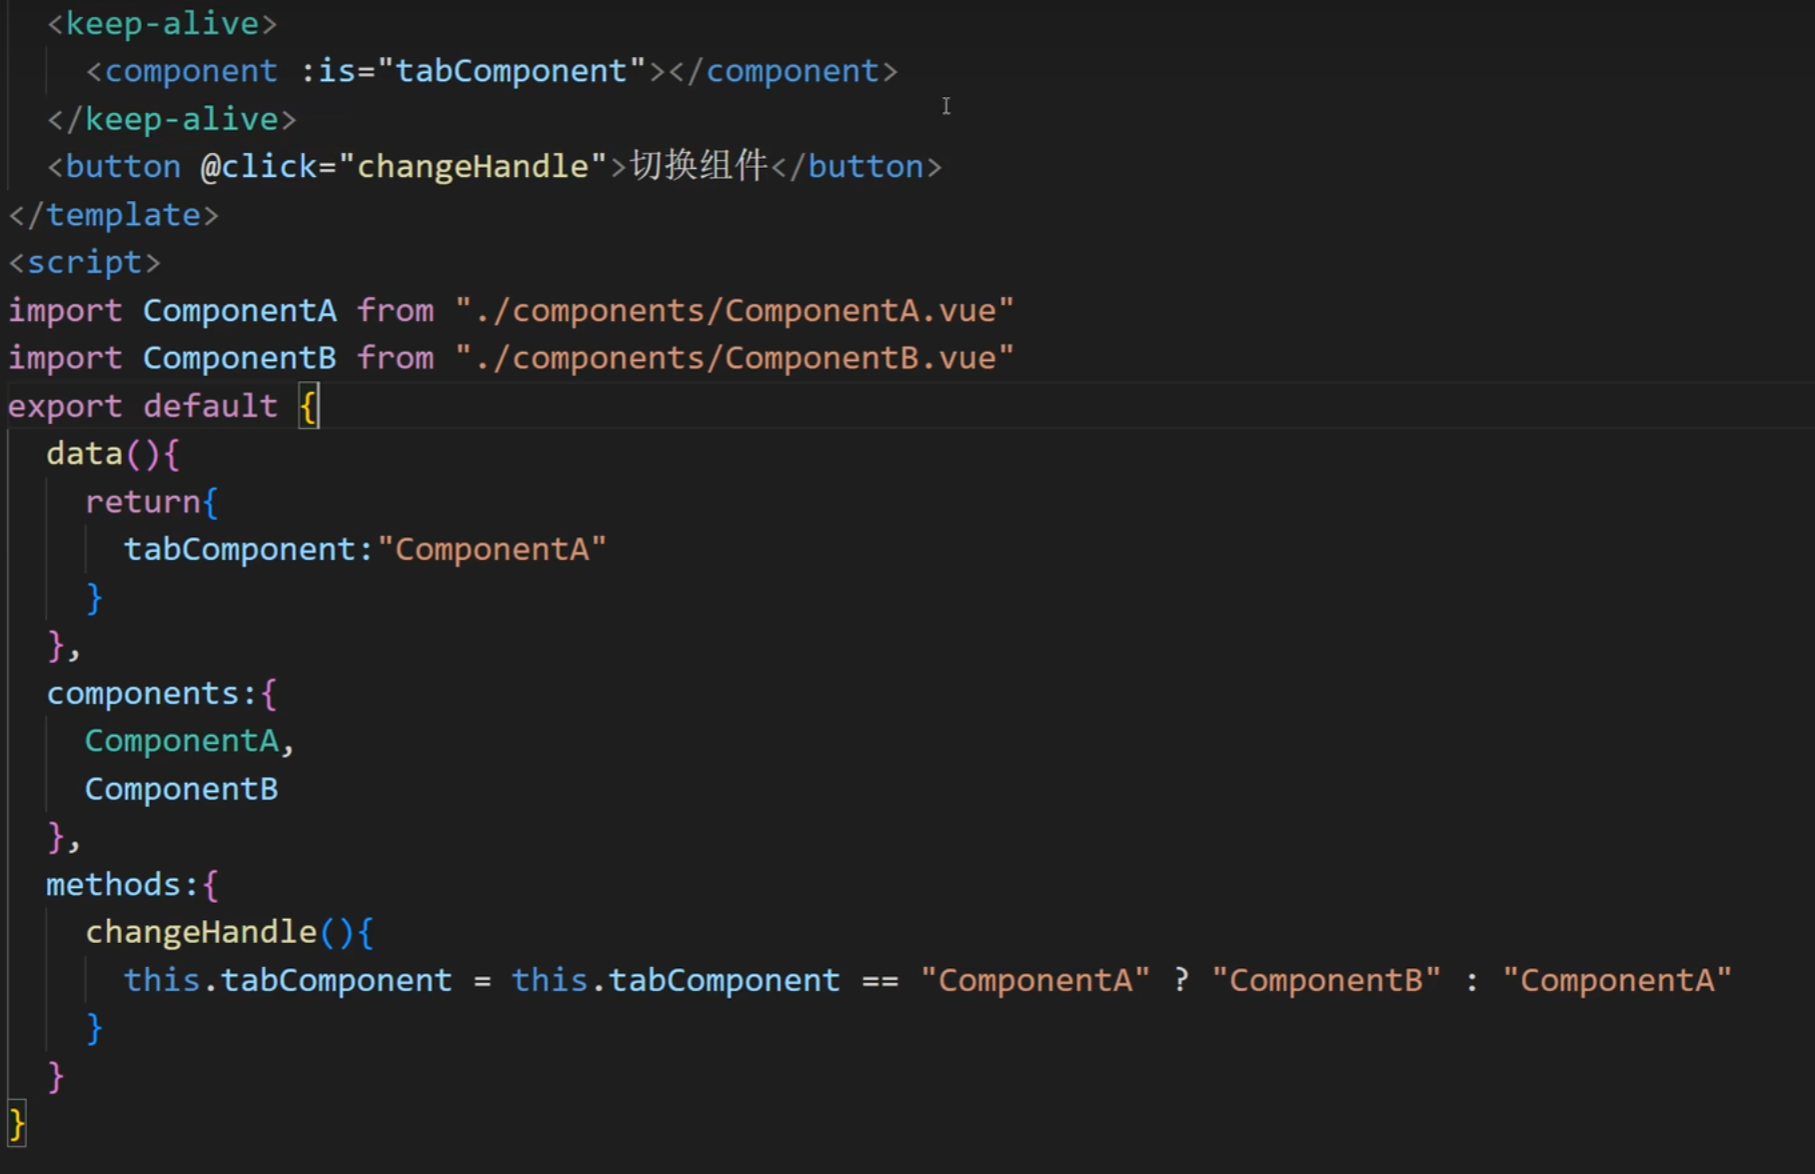 <keep-alive>
<component :is="tabComponent"></component>
</keep-alive>
<button @click="changeHandle">切换组件</button>
</template>
<script>
import ComponentA from "./components/ComponentA.vue"
import ComponentB from "./components/ComponentB.vue"
export default {
data(){
return{
tabComponent:"ComponentA"
}
},
components:{
ComponentA,
ComponentB
},
methods:{
changeHandle(){
this.tabComponent = this.tabComponent == "ComponentA" ? "ComponentB" : "ComponentA"
}
}
}